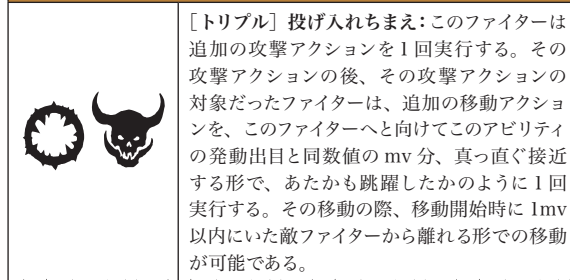 ［トリプル］投げ入れちまえ：このファイターは
追加の攻撃アクションを1回実行する。その
攻撃アクションの後、その攻撃アクションの
対象だったファイターは、追加の移動アクショ
ンを、このファイターへと向けてこのアビリティ
の発動出目と同数値の mv 分、真っ直ぐ接近
する形で、あたかも跳躍したかのように1回
実行する。その移動の際、移動開始時に 1mv
以内にいた敵ファイターから離れる形での移動
が可能である。